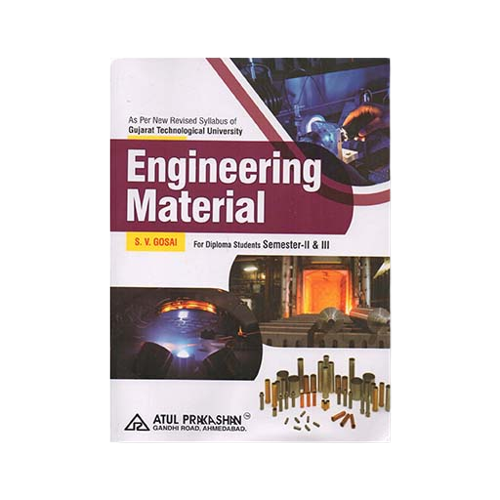 As Per New Revised Syllabus of
Gujarat Technological University
Engineering
Material
S. V. GOSAI
For Diploma Students Semester-II & III
ATUL PRAKASHAN TM
GANDHI ROAD, AHMEDABAD.